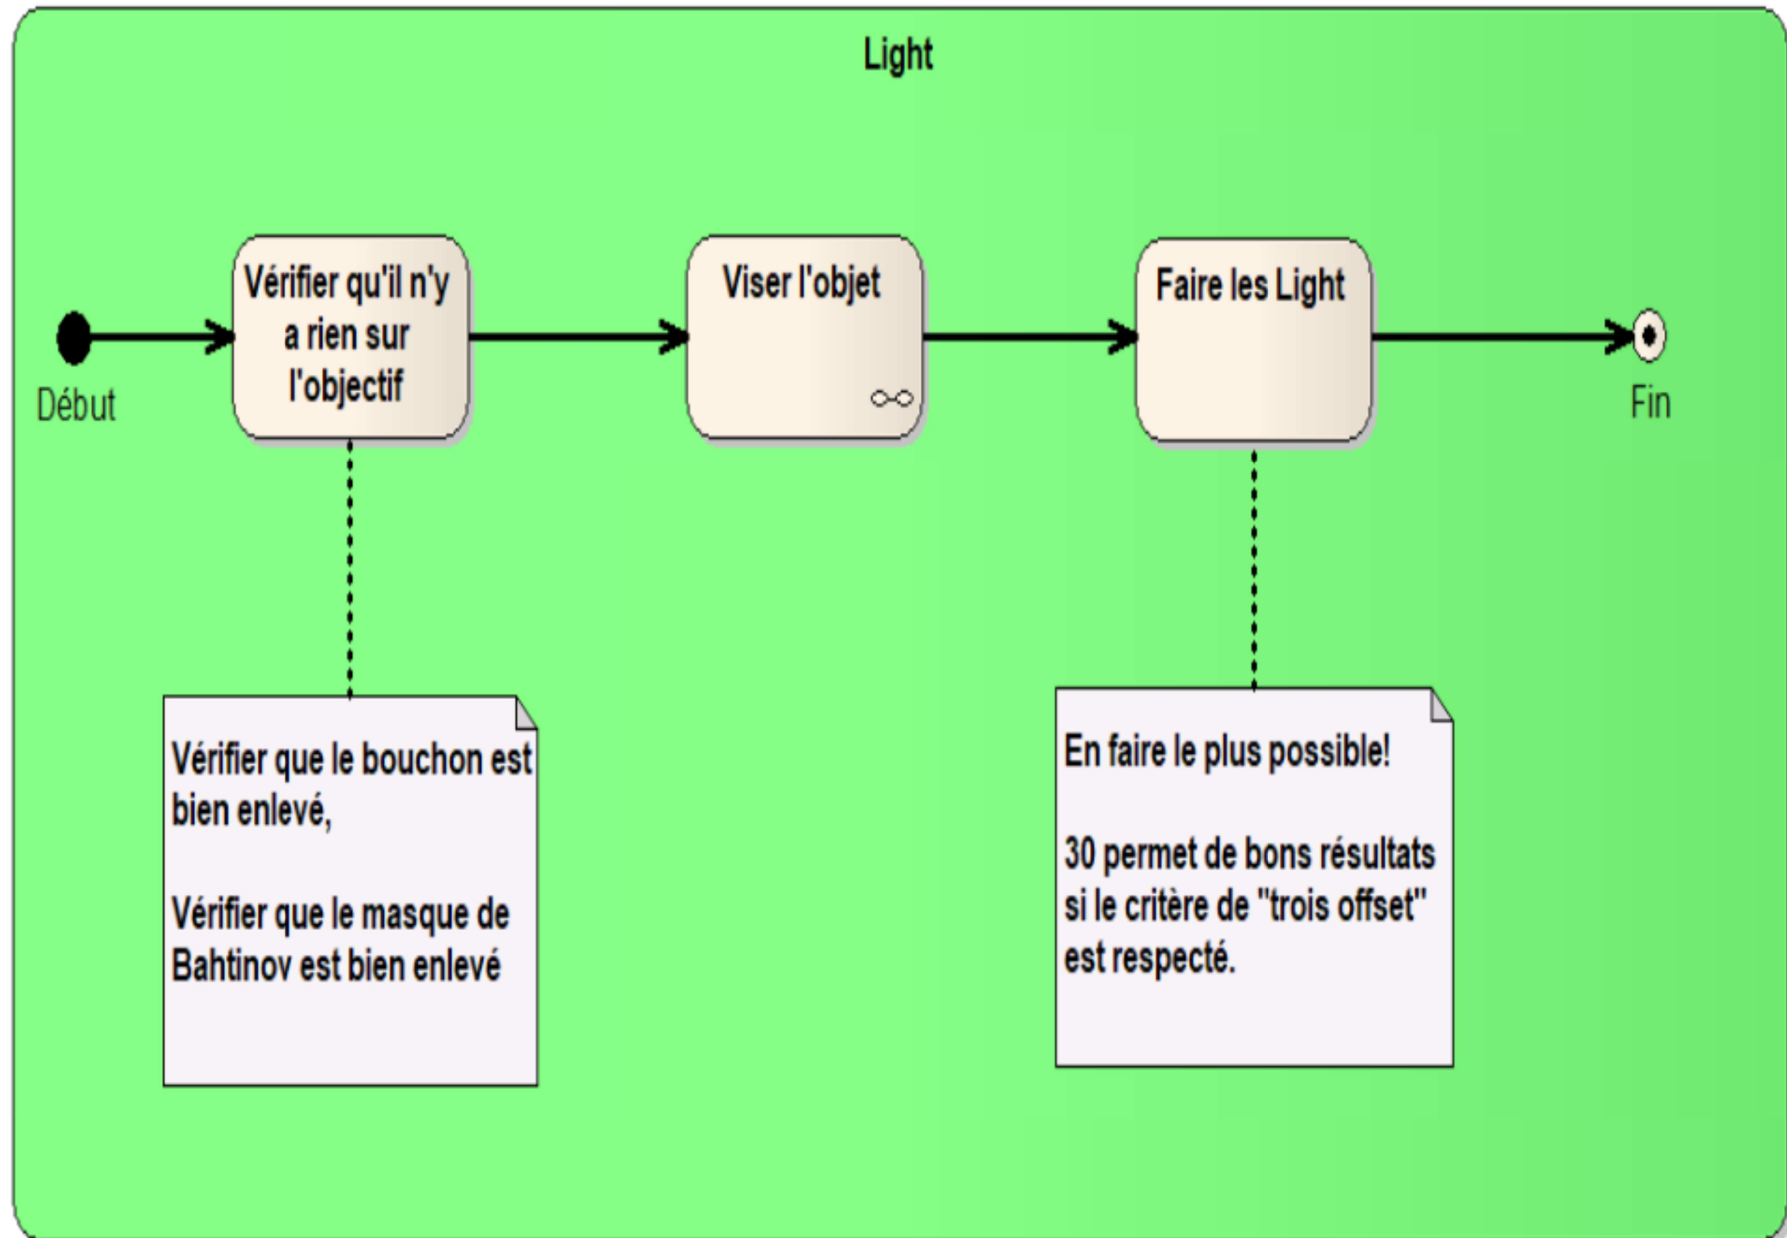 Light
Début
Vérifier qu'il n'y
a rien sur
l'objectif
Viser l'objet
Faire les Light
Fin
Vérifier que le bouchon est
bien enlevé,
Vérifier que le masque de
Bahtinov est bien enlevé
En faire le plus possible!
30 permet de bons résultats
si le critère de "trois offset"
est respecté.